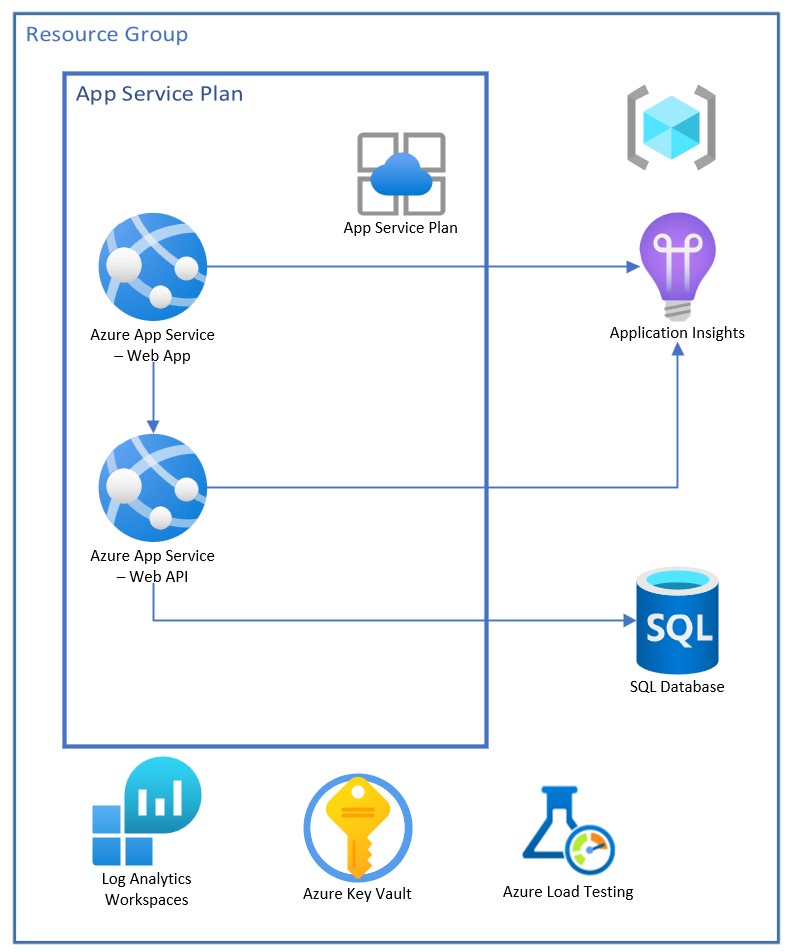 Resource Group
App Service Plan
App Service Plan
Azure App Service
– Web App
Application Insights
Azure App Service
– Web API
SQL
SQL Database
Log Analytics
Workspaces
Azure Key Vault
Azure Load Testing